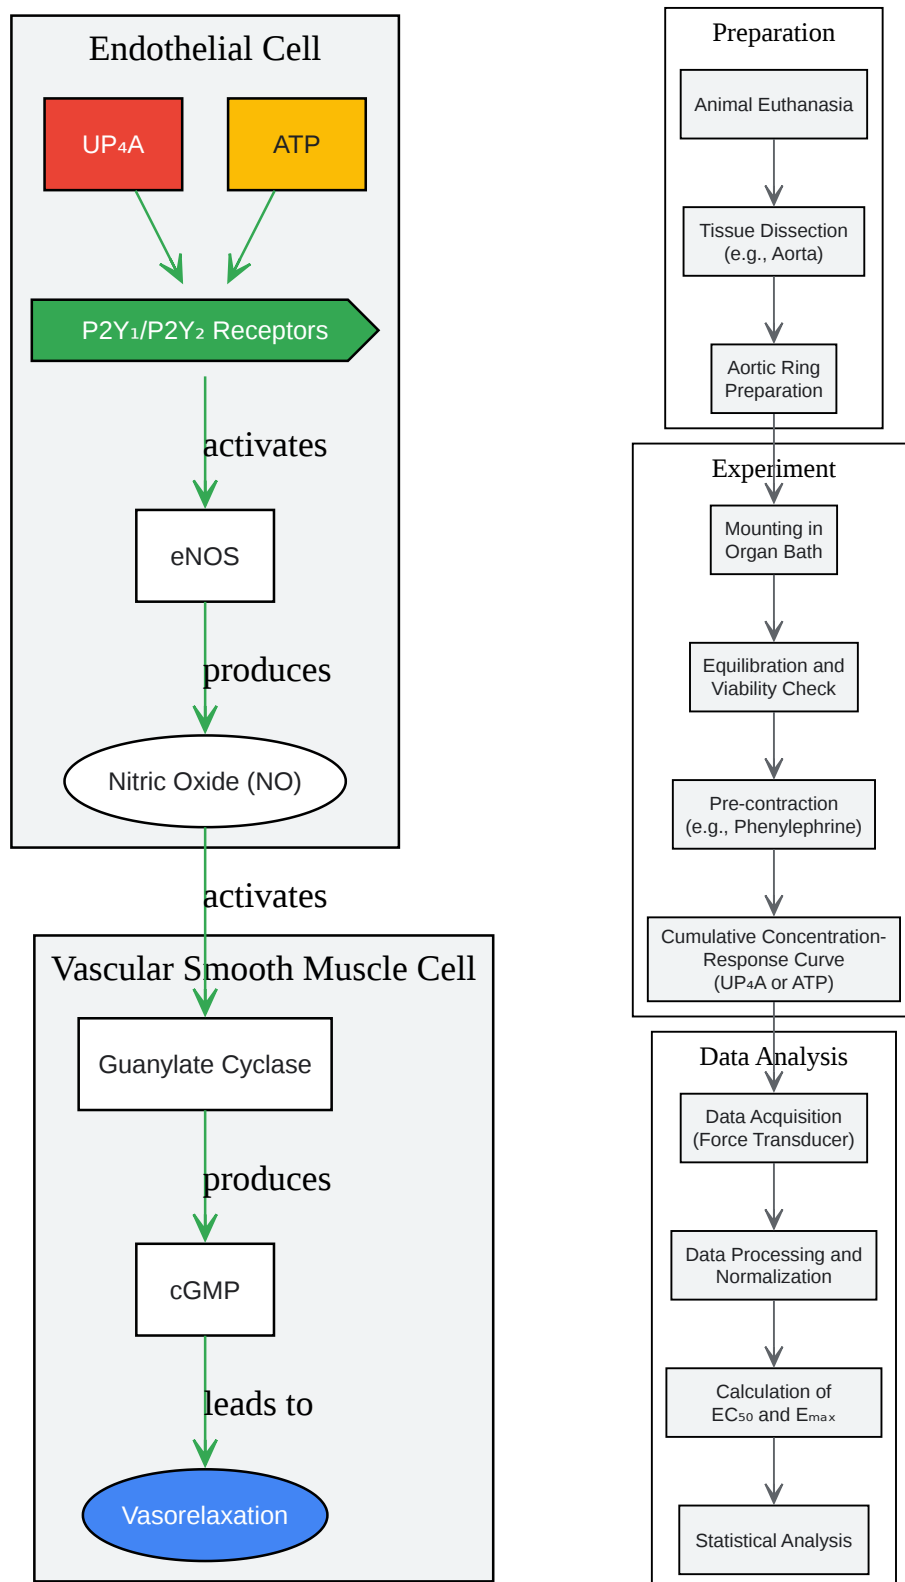 Endothelial Cell
UP₄A
ATP
P2Y₁/P2Y₂ Receptors
activates
eNOS
produces
Nitric Oxide (NO)
activates
Vascular Smooth Muscle Cell
Guanylate Cyclase
produces
cGMP
leads to
Vasorelaxation
Preparation
Animal Euthanasia
Tissue Dissection
(e.g., Aorta)
Aortic Ring
Preparation
Experiment
Mounting in
Organ Bath
Equilibration and
Viability Check
Pre-contraction
(e.g., Phenylephrine)
Cumulative Concentration-
Response Curve
(UP₄A or ATP)
Data Analysis
Data Acquisition
(Force Transducer)
Data Processing and
Normalization
Calculation of
EC₅₀ and Eₘₐₓ
Statistical Analysis